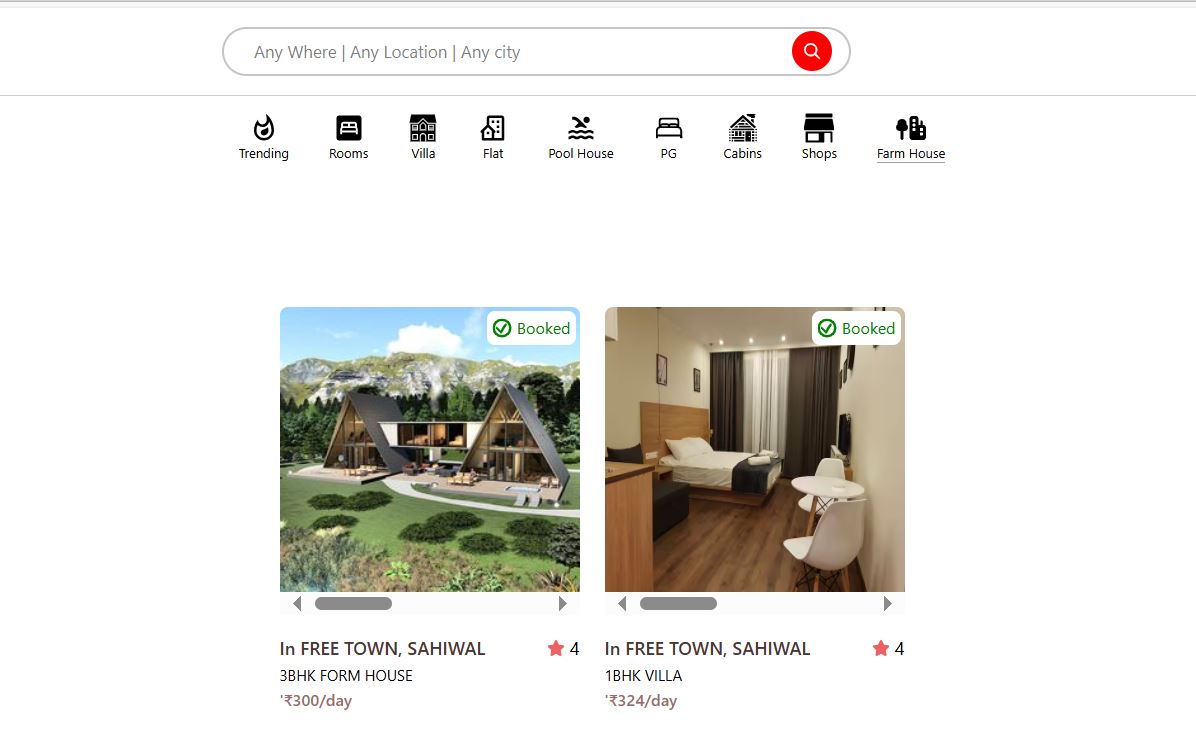 Any Where | Any Location | Any city
Trending
Rooms
Villa
Flat
Pool House
PG
Cabins
Shops
Farm House
Booked
Booked
In FREE TOWN, SAHIWAL
4
3BHK FORM HOUSE
'₹300/day
In FREE TOWN, SAHIWAL
4
1BHK VILLA
'₹324/day